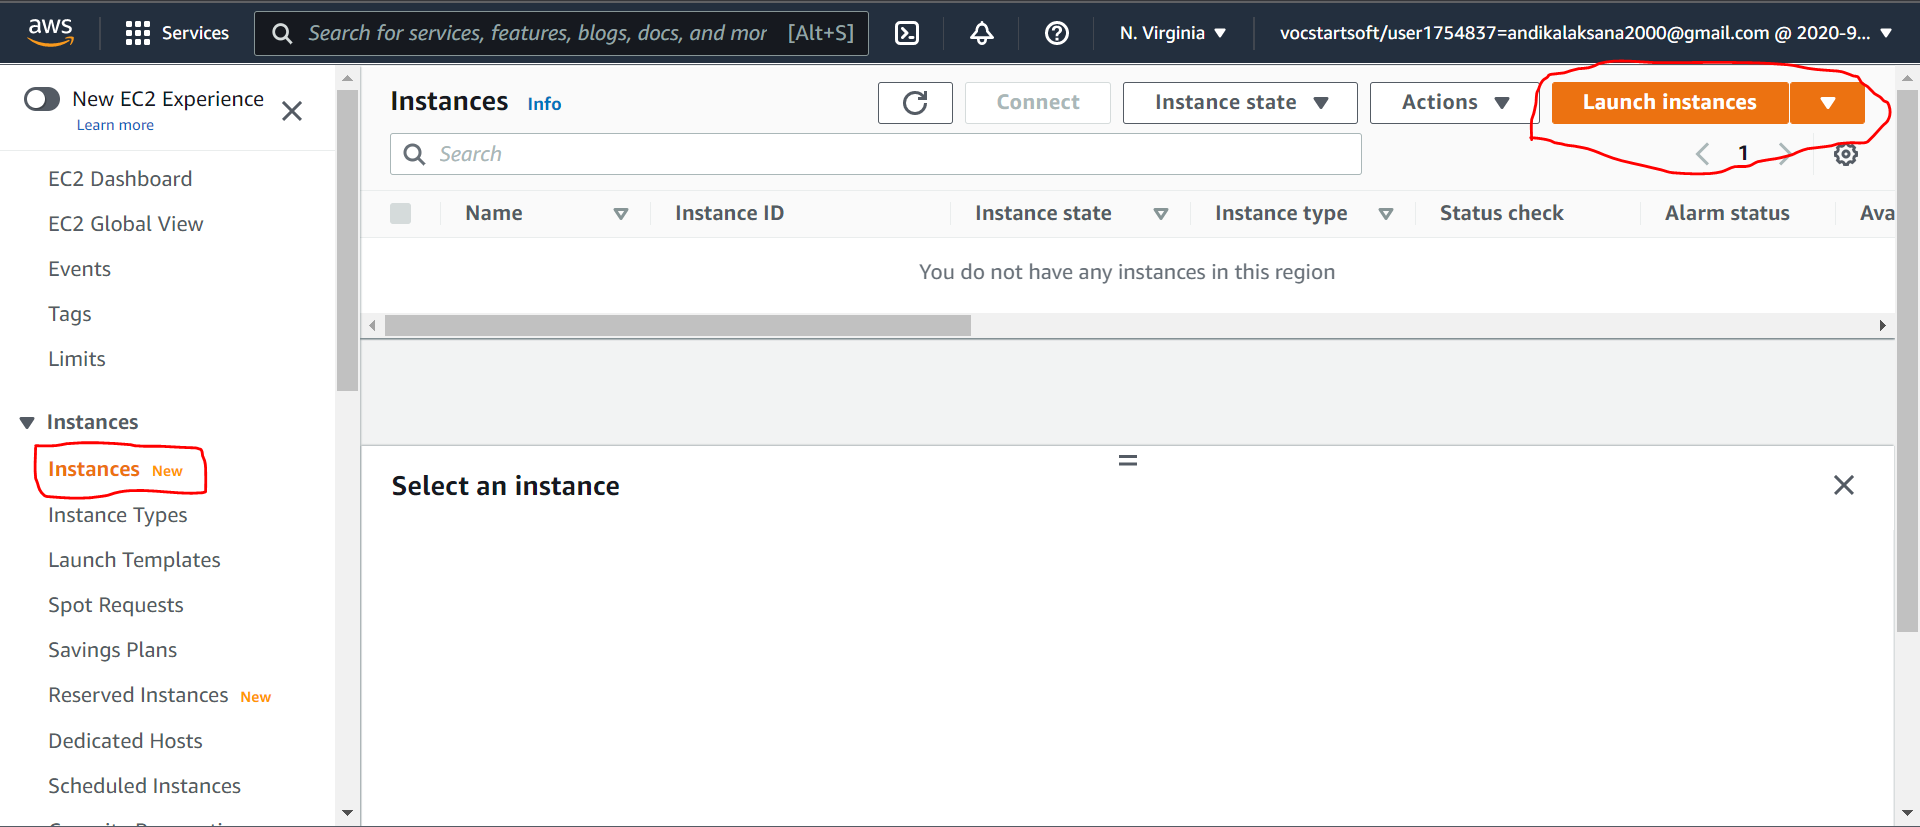 aws Services Search for services, features, blogs, docs, and mor [Alt+S] N. Virginia vocstartsoft/user1754837=andikalaksana2000@gmail.com @ 2020-9...
New EC2 Experience
Learn more
EC2 Dashboard
EC2 Global View
Events
Tags
Limits
Instances
Instances New
Instance Types
Launch Templates
Spot Requests
Savings Plans
Reserved Instances New
Dedicated Hosts
Scheduled Instances
Instances Info Connect Instance state Actions Launch instances
Search 1
Name Instance ID Instance state Instance type Status check Alarm status Ava
You do not have any instances in this region
Select an instance